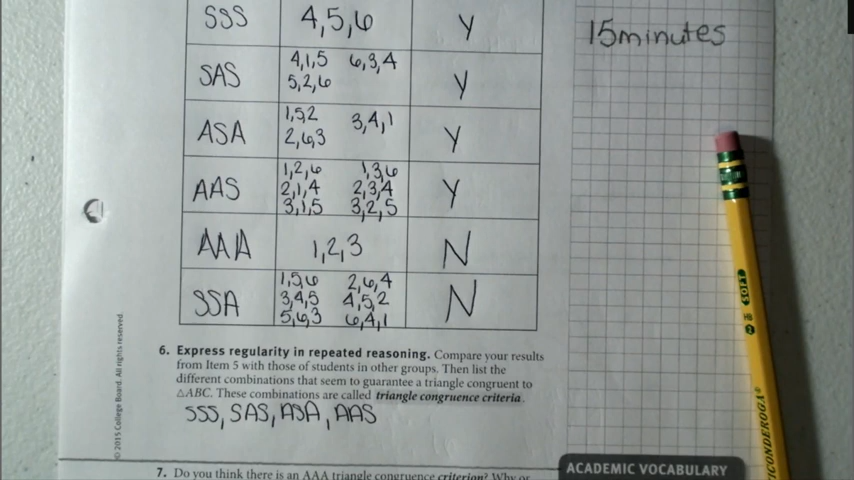 SSS 4,5,6 Y
15minutes
SAS 4,1,5 6,3,4 Y
5,2,6
ASA 1,5,2 3,4,1 Y
2,6,3
AAS 1,2,6 1,3,6 Y
2,1,4 2,3,4
3,1,5 3,2,5
AAA 1,2,3 N
SSA 1,5,6 2,6,4 N
3,4,5 4,5,2
5,6,3 6,4,1
6. Express regularity in repeated reasoning. Compare your results
from Item 5 with those of students in other groups. Then list the
different combinations that seem to guarantee a triangle congruent to
△ABC. These combinations are called triangle congruence criteria.
SSS, SAS, ASA, AAS
7. Do you think there is an AAA triangle congruence criterion? Why or
ACADEMIC VOCABULARY
© 2015 College Board. All rights reserved.
SOFT
HB 2
TICONDEROGA®